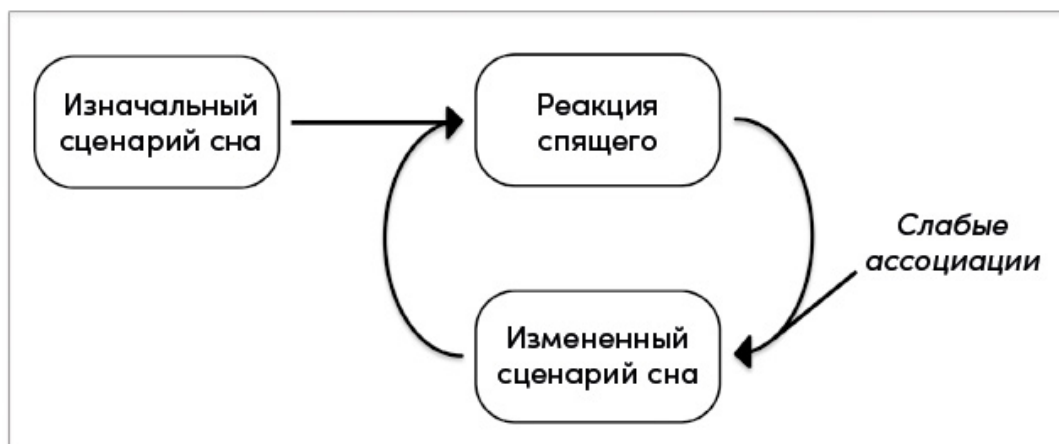 Изначальный
сценарий сна
Реакция
спящего
Слабые
ассоциации
Измененный
сценарий сна